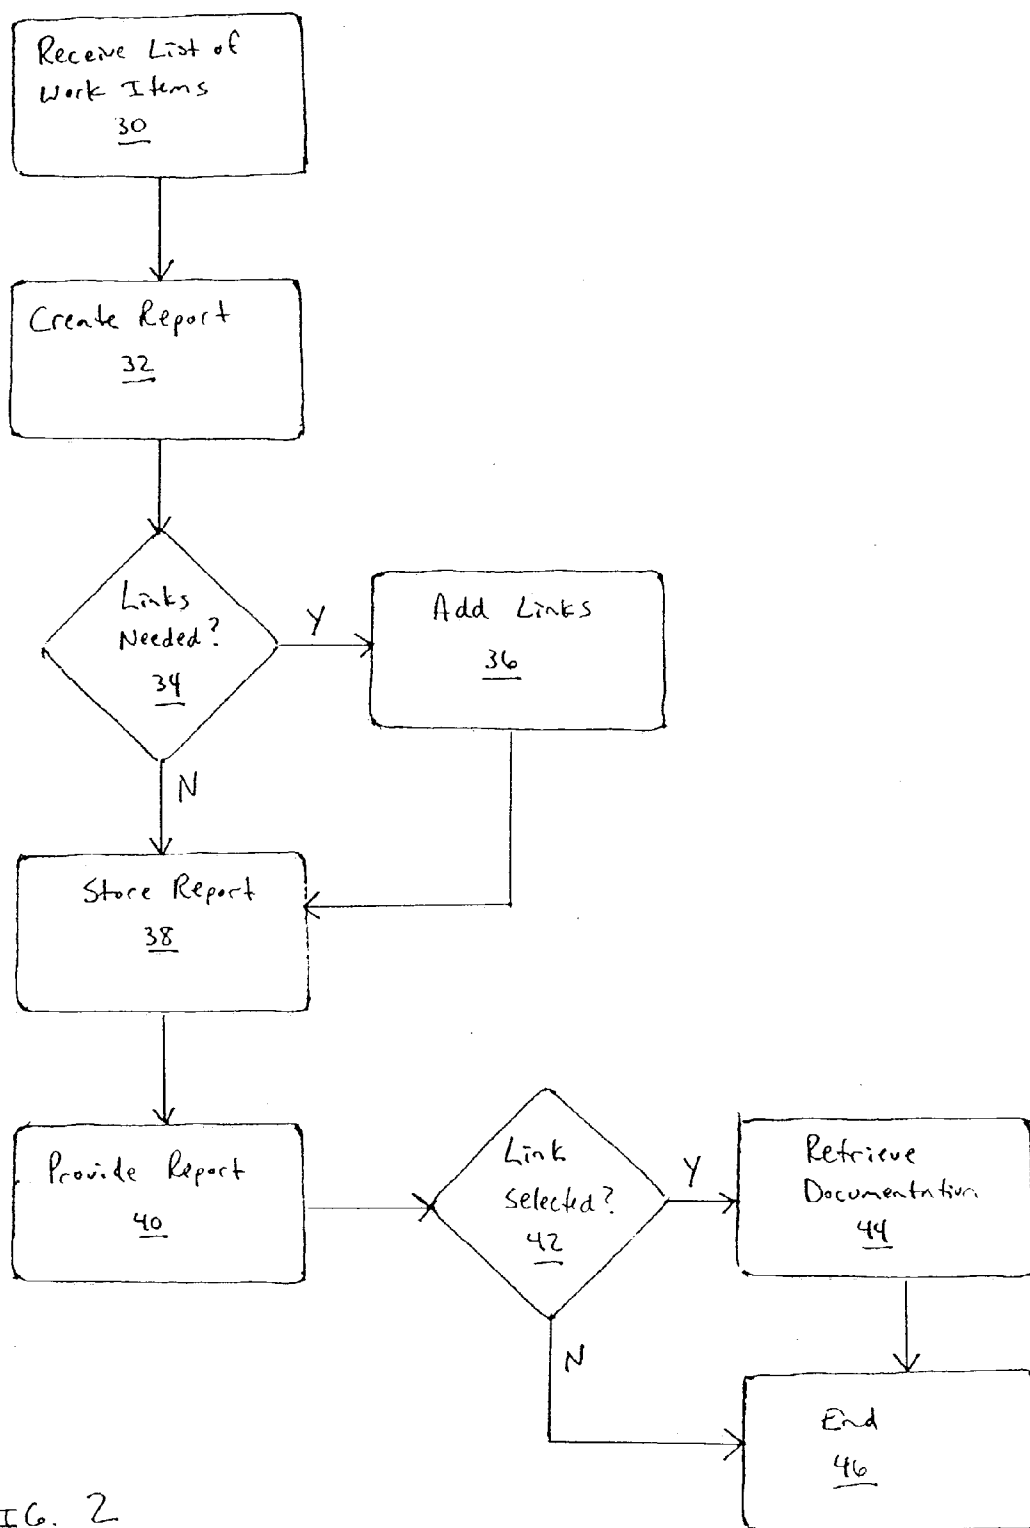 Receive List of
Work Items
30
Create Report
32
Links
Needed?
34
Y
Add Links
36
N
Store Report
38
Provide Report
40
Link
Selected?
42
Y
Retrieve
Documentation
44
N
End
46
IG. 2